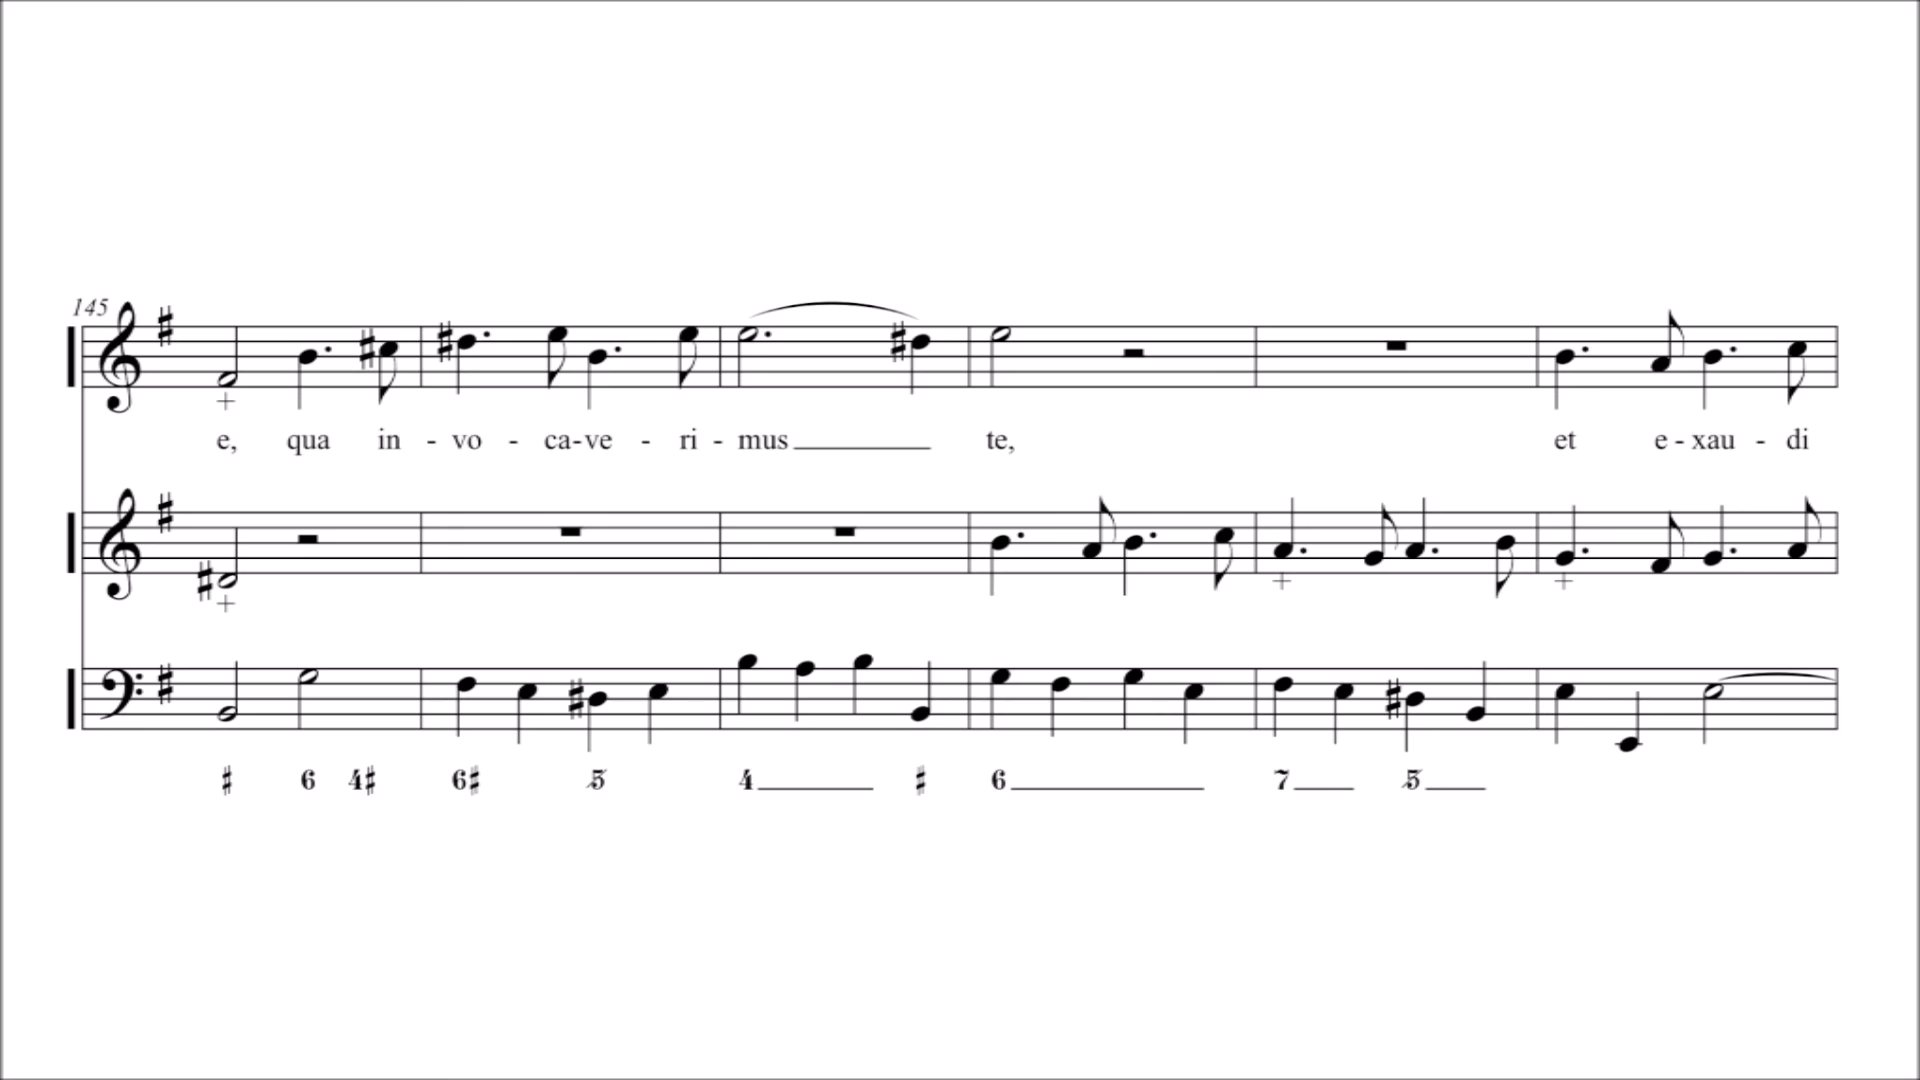 145
e, qua in - vo - ca-ve - ri - mus te, et e - xau - di
♯ 6 4♯ 6♯ 5 4 ♯ 6 7 5